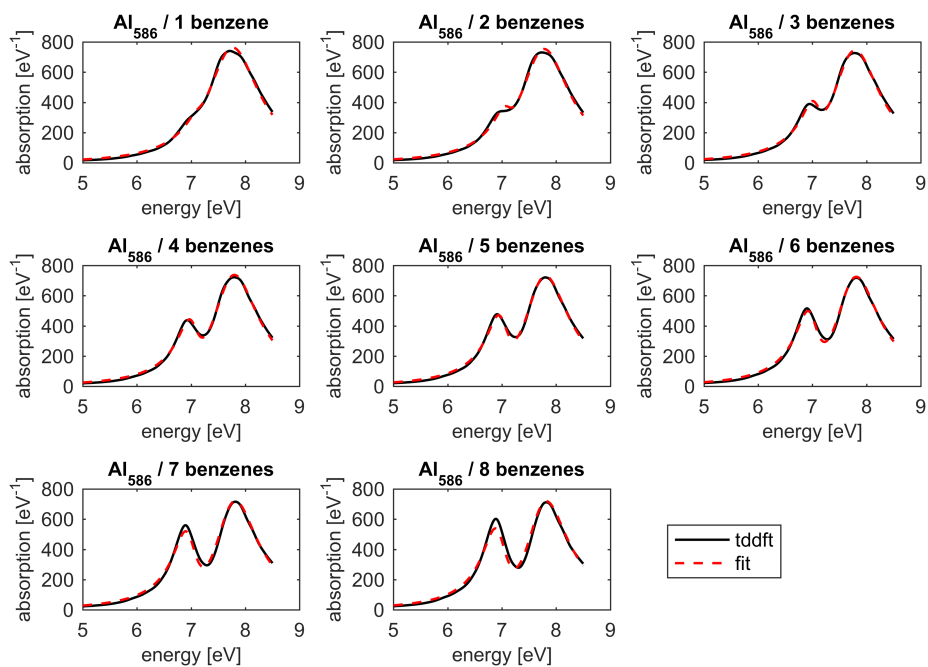 Al586 / 1 benzene
Al586 / 2 benzenes
Al586 / 3 benzenes
absorption [eV-1]
800
600
400
200
0
5 6 7 8 9
energy [eV]
absorption [eV-1]
800
600
400
200
0
5 6 7 8 9
energy [eV]
absorption [eV-1]
800
600
400
200
0
5 6 7 8 9
energy [eV]
Al586 / 4 benzenes
Al586 / 5 benzenes
Al586 / 6 benzenes
absorption [eV-1]
800
600
400
200
0
5 6 7 8 9
energy [eV]
absorption [eV-1]
800
600
400
200
0
5 6 7 8 9
energy [eV]
absorption [eV-1]
800
600
400
200
0
5 6 7 8 9
energy [eV]
Al586 / 7 benzenes
Al586 / 8 benzenes
absorption [eV-1]
800
600
400
200
0
5 6 7 8 9
energy [eV]
absorption [eV-1]
800
600
400
200
0
5 6 7 8 9
energy [eV]
tddft
fit